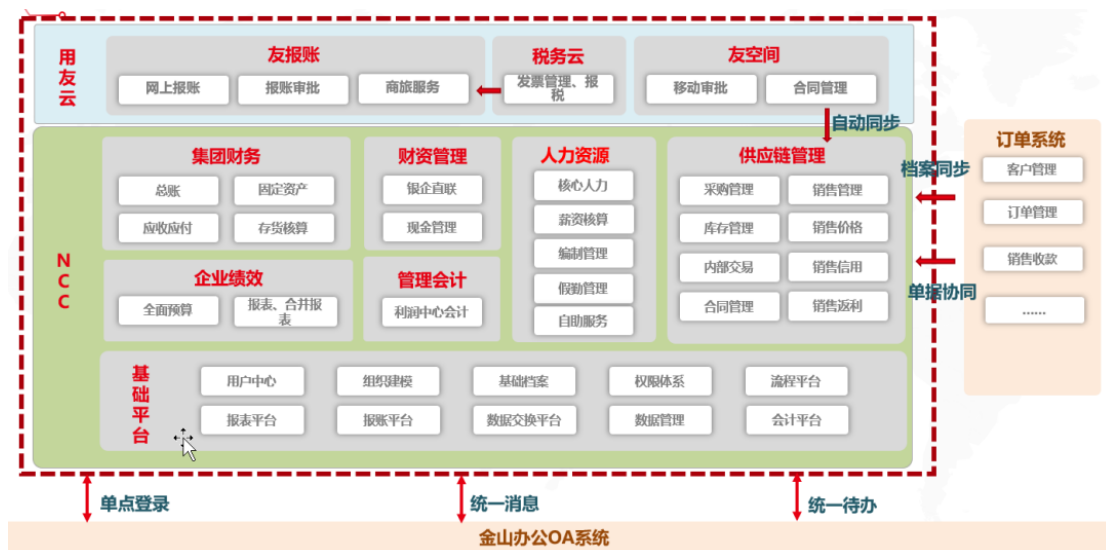 用友云
友报账
网上报账
报账审批
商旅服务
税务云
发票管理、报
税
友空间
移动审批
合同管理
自动同步
NCC
集团财务
总账
固定资产
应收应付
存货核算
财资管理
银企直联
现金管理
人力资源
核心人力
薪资核算
编制管理
假勤管理
自助服务
供应链管理
采购管理
销售管理
库存管理
销售价格
内部交易
销售信用
合同管理
销售返利
企业绩效
全面预算
报表、合并报
表
管理会计
利润中心会计
基础平台
用户中心
组织建模
基础档案
权限体系
流程平台
报表平台
报账平台
数据交换平台
数据管理
会计平台
订单系统
客户管理
订单管理
销售收款
......
档案同步
单据协同
单点登录
统一消息
统一待办
金山办公OA系统